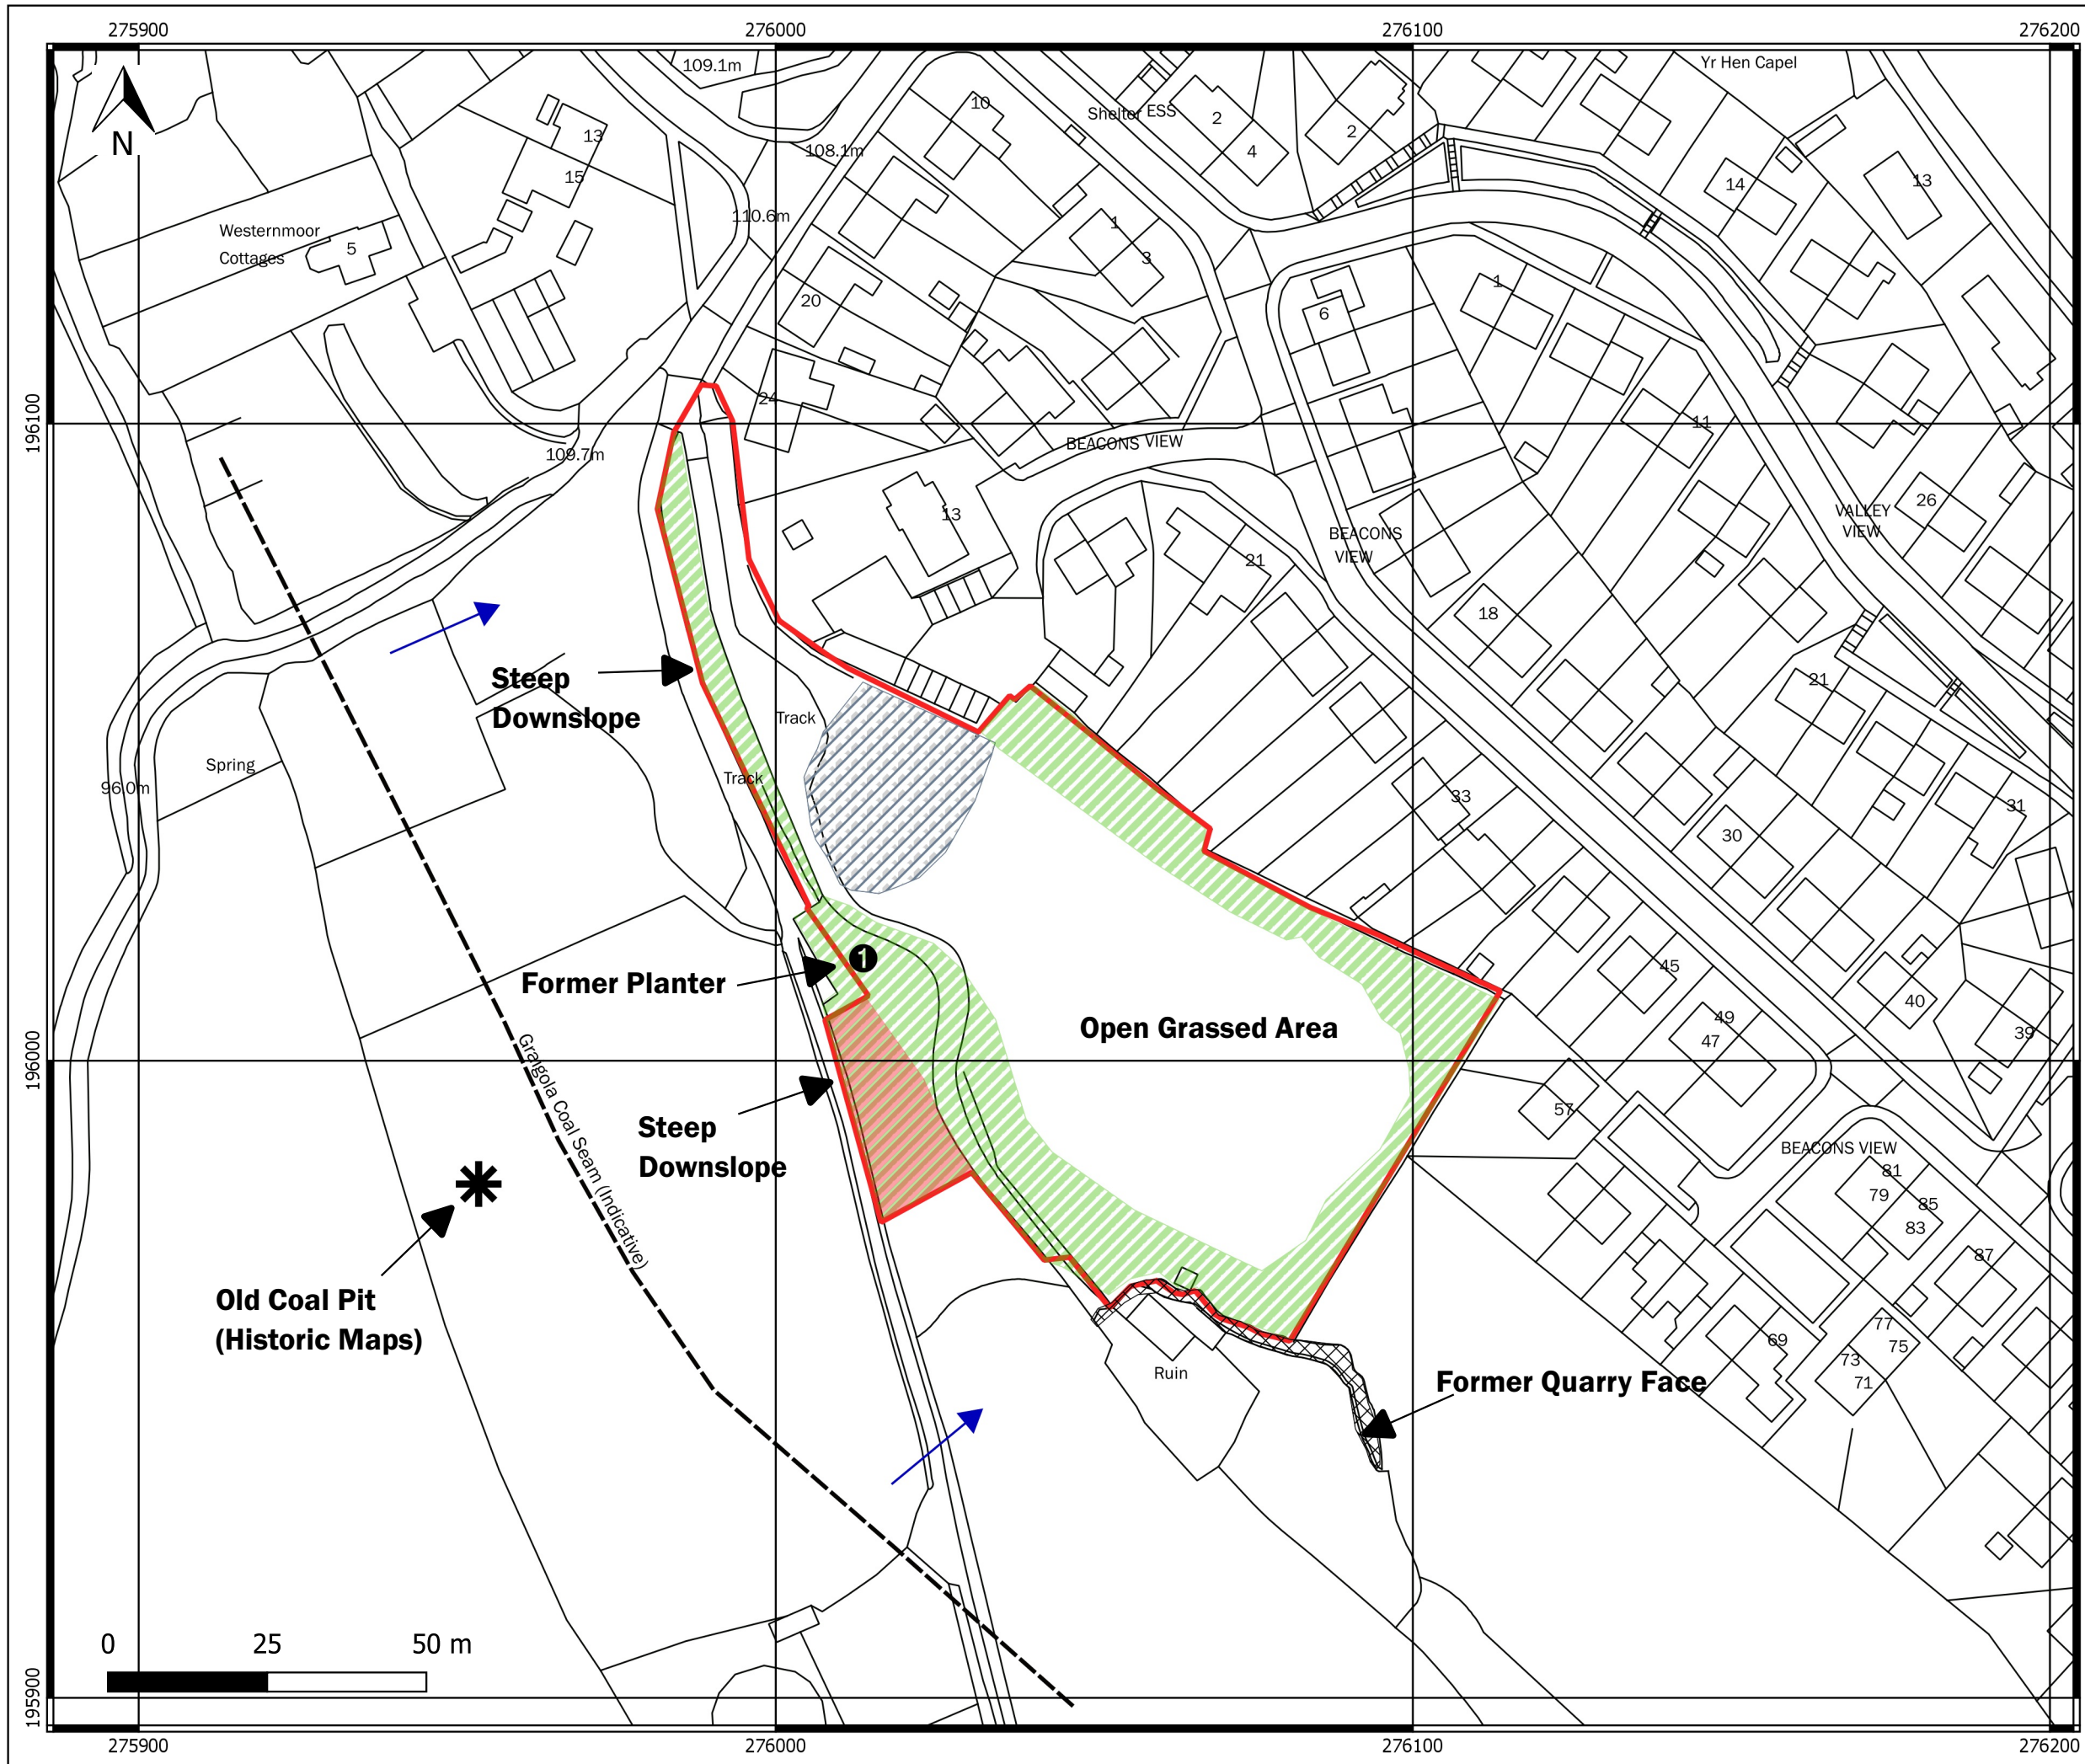 275900
276000
276100
276200
109.1m
Yr Hen Capel
10
Shelter
ESS
2
2
4
13
108.1m
15
14
13
N
110.6m
Westernmoor
Cottages
5
1
3
20
1
6
24
196100
BEACONS VIEW
11
109.7m
13
26
VALLEY
VIEW
BEACONS
VIEW
21
18
Steep
Downslope
21
Track
Spring
Track
96.0m
33
31
30
1
45
Former Planter
40
49
Open Grassed Area
47
39
196000
Graigola Coal Seam (Indicative)
57
Steep
Downslope
BEACONS VIEW
81
79
85
83
87
Old Coal Pit
(Historic Maps)
77
69
75
73
71
Ruin
Former Quarry Face
0 25 50 m
195900
275900
276000
276100
276200